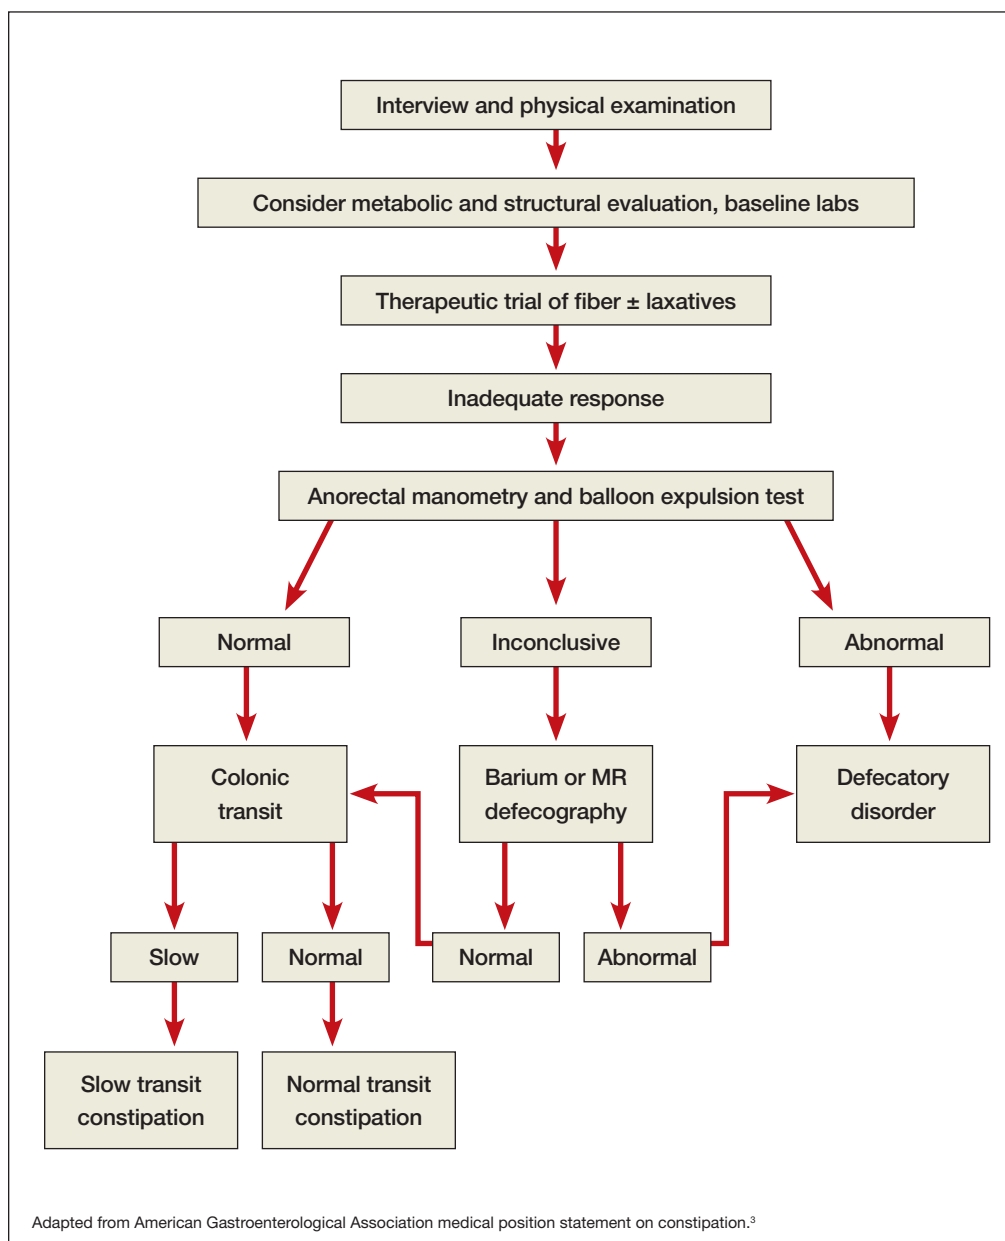 Interview and physical examination
Consider metabolic and structural evaluation, baseline labs
Therapeutic trial of fiber ± laxatives
Inadequate response
Anorectal manometry and balloon expulsion test
Normal
Inconclusive
Abnormal
Colonic
transit
Barium or MR
defecography
Defecatory
disorder
Slow
Normal
Normal
Abnormal
Slow transit
constipation
Normal transit
constipation
Adapted from American Gastroenterological Association medical position statement on constipation.³